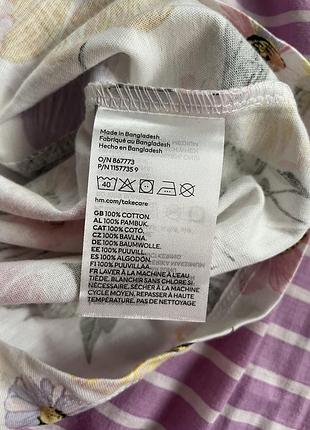 Made in Bangladesh
Fabriqué au Bangladesh
Hecho en Bangladesh
O/N 867773
P/N 1157735 9
40
hm.com/takecare
GB 100% COTTON.
AL 100% PAMBUK.
CAT 100% COTÓ.
CZ 100% BAVLNA.
DE 100% BAUMWOLLE.
EE 100% PUUVILL.
ES 100% ALGODÓN.
FI 100% PUUVILLAA.
FR LAVER À LA MACHINE À L'EAU
TIÈDE, BLANCHIR SANS CHLORE SI
NÉCESSAIRE, SÉCHER À LA MACHINE
CYCLE MOYEN, REPASSER À FER
TIÈDE, PAS DE NETTOYAGE